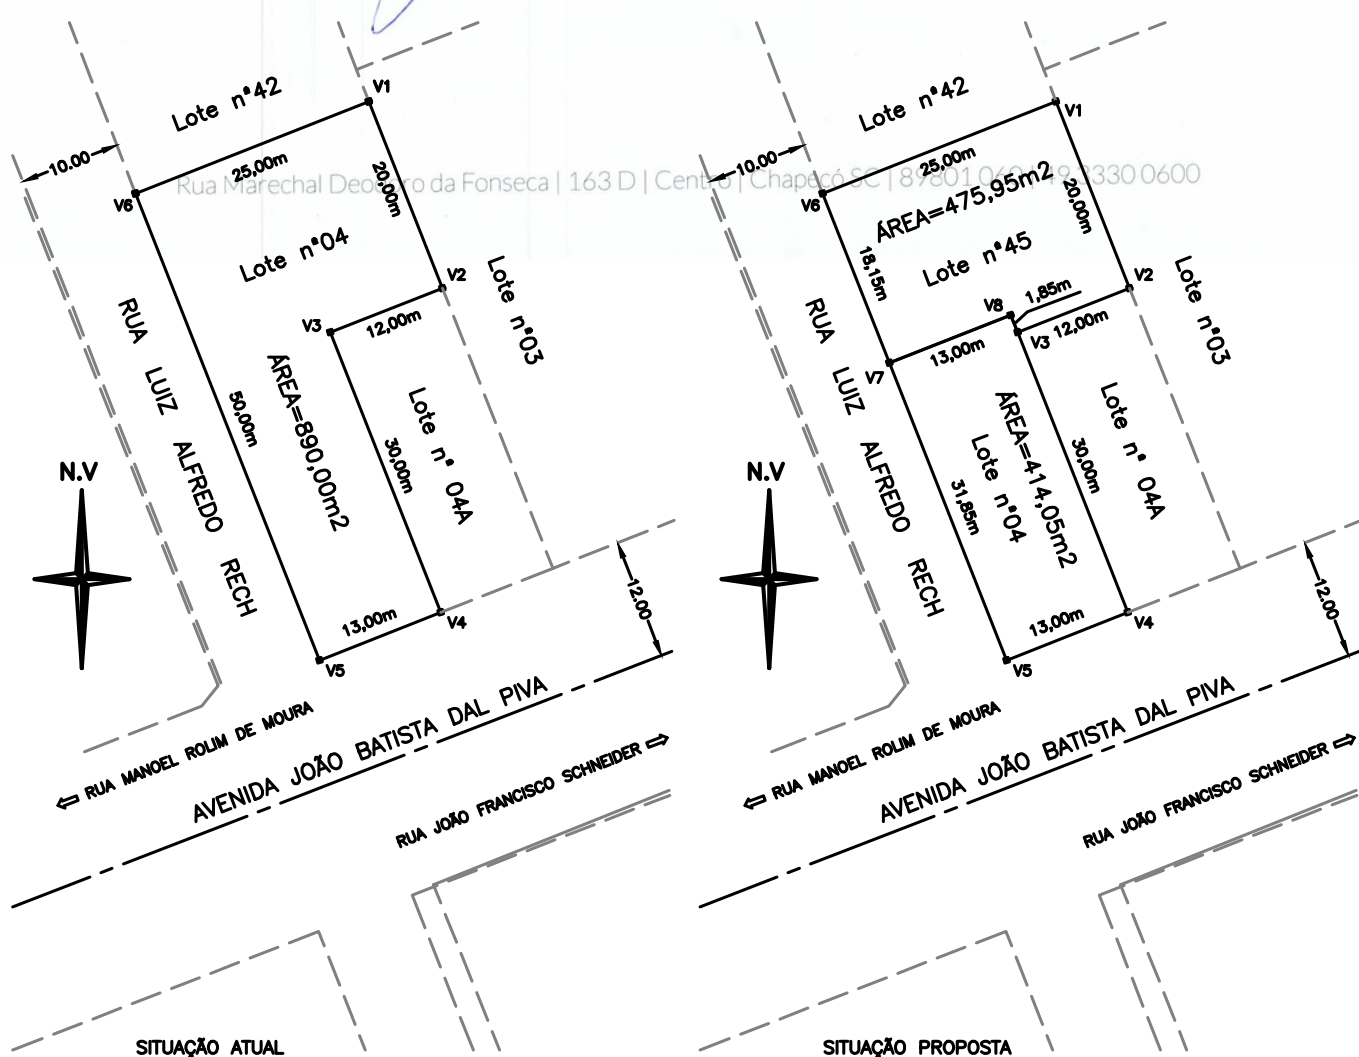 Rua Marechal Deodoro da Fonseca | 163 D | Centro | Chapecó SC | 89801 3330 0600
Lote nº42
V1
10.00
25,00m
20,00m
V6
Lote nº04
V2
V3
12,00m
Lote nº03
RUA LUIZ ALFREDO RECH
50,00m
ÁREA=890,00m2
30,00m
Lote nº 04A
N.V
13,00m
V4
V5
12.00
RUA MANOEL ROLIM DE MOURA
AVENIDA JOÃO BATISTA DAL PIVA
RUA JOÃO FRANCISCO SCHNEIDER
SITUAÇÃO ATUAL
Lote nº42
V1
10.00
25,00m
20,00m
V6
ÁREA=475,95m2
Lote nº45
18,15m
V2
V8
1,85m
V3
12,00m
13,00m
V7
Lote nº03
RUA LUIZ ALFREDO RECH
31,85m
Lote nº04
ÁREA=414,05m2
30,00m
Lote nº 04A
N.V
13,00m
V4
V5
12.00
RUA MANOEL ROLIM DE MOURA
AVENIDA JOÃO BATISTA DAL PIVA
RUA JOÃO FRANCISCO SCHNEIDER
SITUAÇÃO PROPOSTA